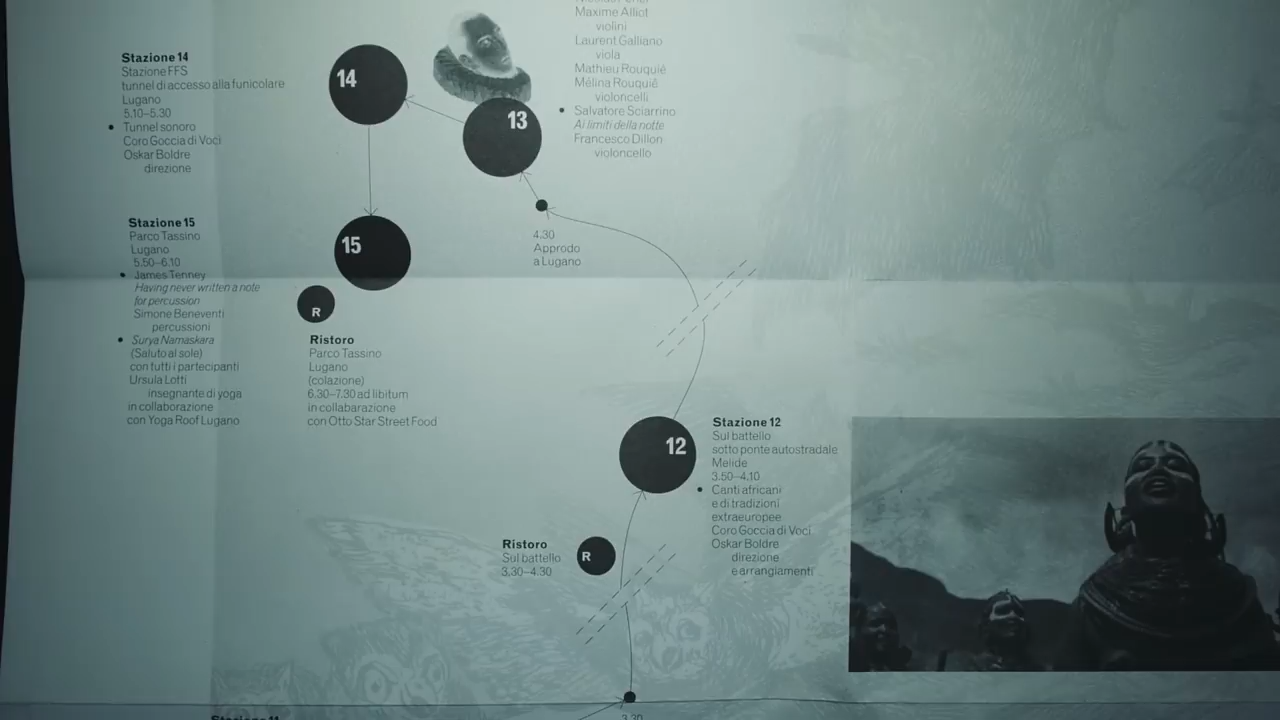 Maxime Alliot
violini
Laurent Galliano
viola
Mathieu Rouquié
Mélina Rouquiè
violoncelli
• Salvatore Sciarrino
Ai limiti della notte
Francesco Dillon
violoncello
Stazione 14
Stazione FFS
tunnel di accesso alla funicolare
Lugano
5.10–5.30
• Tunnel sonoro
Coro Goccia di Voci
Oskar Boldre
direzione
14
13
Stazione 15
Parco Tassino
Lugano
5.50–6.10
• James Tenney
Having never written a note
for percussion
Simone Beneventi
percussioni
• Surya Namaskara
(Saluto al sole)
con tutti i partecipanti
Ursula Lotti
insegnante di yoga
in collaborazione
con Yoga Roof Lugano
15
R
Ristoro
Parco Tassino
Lugano
(colazione)
6.30–7.30 ad libitum
in collabarazione
con Otto Star Street Food
4.30
Approdo
a Lugano
12
Stazione 12
Sul battello
sotto ponte autostradale
Melide
3.50–4.10
• Canti africani
e di tradizioni
extraeuropee
Coro Goccia di Voci
Oskar Boldre
direzione
e arrangiamenti
Ristoro
Sul battello
3.30–4.30
R
Stazione 11
3.30